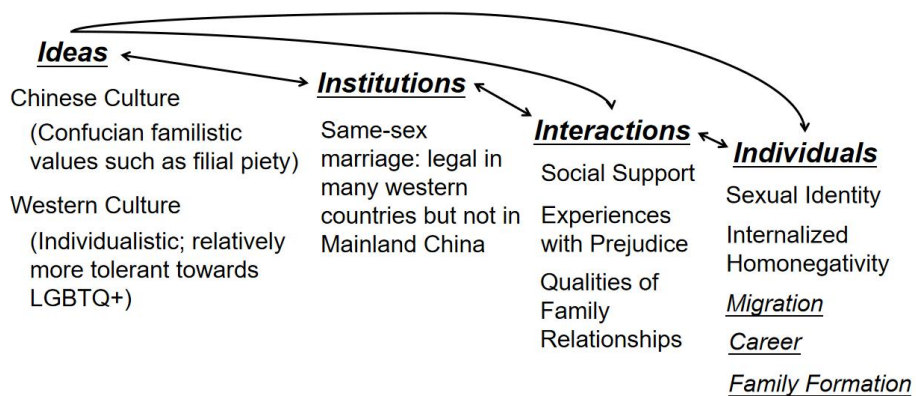 Ideas
Chinese Culture
(Confucian familistic
values such as filial piety)
Western Culture
(Individualistic; relatively
more tolerant towards
LGBTQ+)
Institutions
Same-sex
marriage: legal in
many western
countries but not in
Mainland China
Interactions
Social Support
Experiences
with Prejudice
Qualities of
Family
Relationships
Individuals
Sexual Identity
Internalized
Homonegativity
Migration
Career
Family Formation